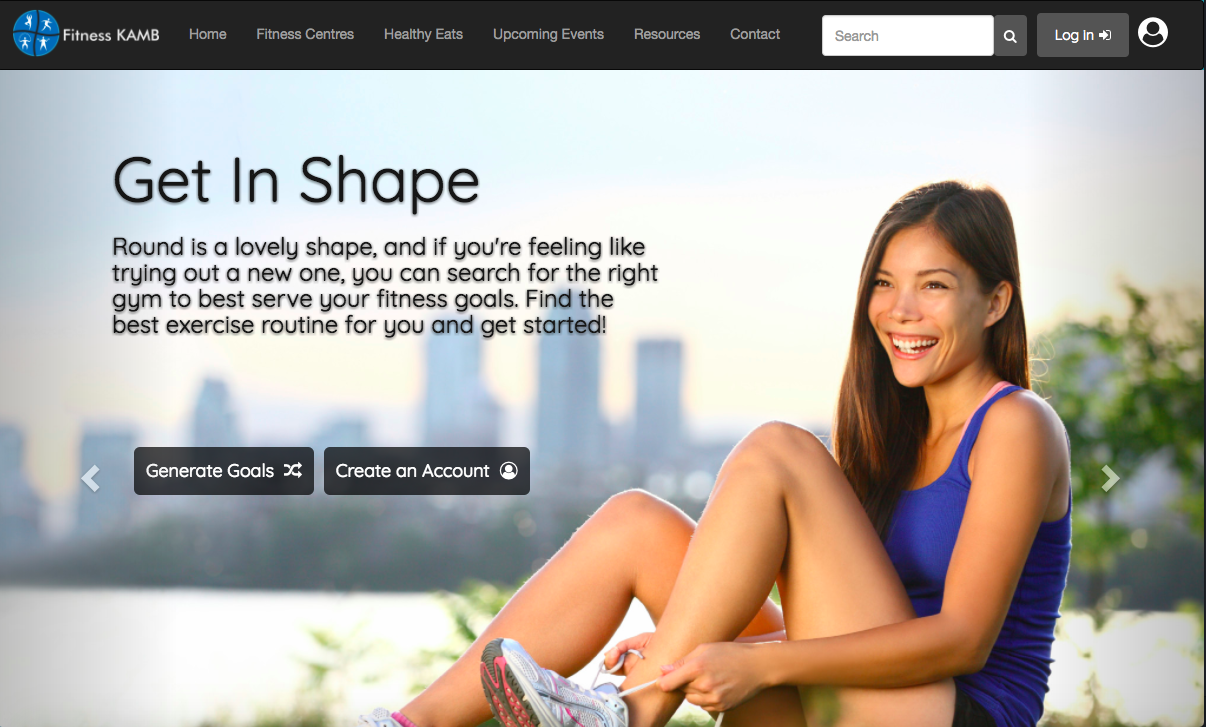 Fitness KAMB
Home
Fitness Centres
Healthy Eats
Upcoming Events
Resources
Contact
Search
Log In
Get In Shape
Round is a lovely shape, and if you're feeling like
trying out a new one, you can search for the right
gym to best serve your fitness goals. Find the
best exercise routine for you and get started!
Generate Goals
Create an Account